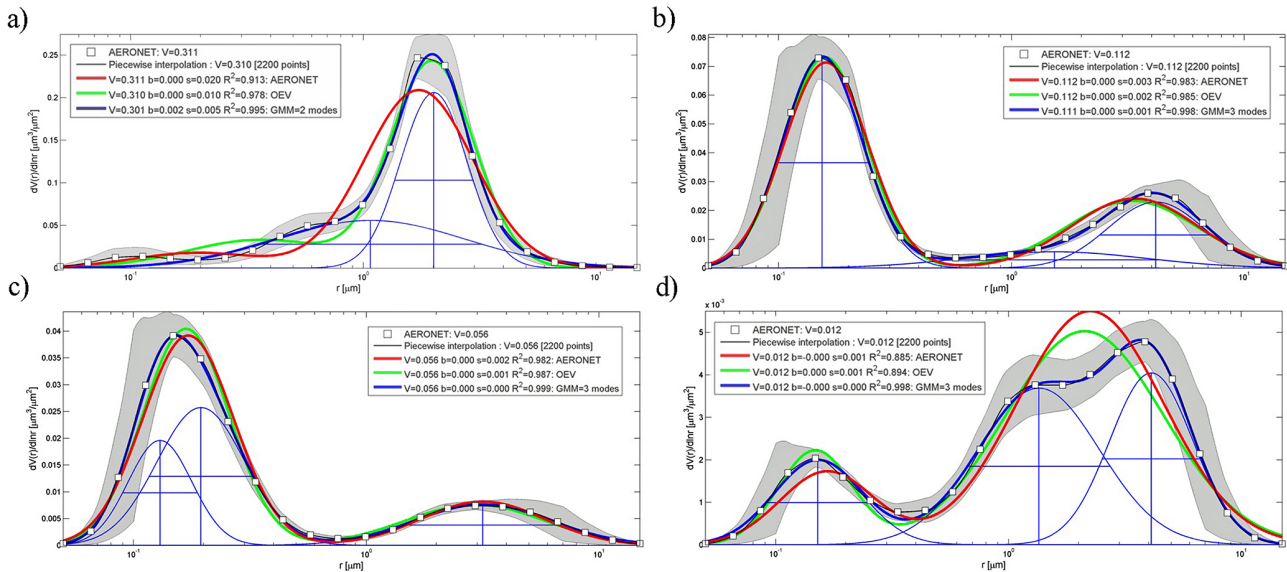 a)
AERONET: V=0.311
Piecewise interpolation : V=0.310 [2200 points]
V=0.311 b=0.000 s=0.020 R²=0.913: AERONET
V=0.310 b=0.000 s=0.010 R²=0.978: OEV
V=0.301 b=0.002 s=0.005 R²=0.995: GMM=2 modes
dV(r)/dlnr [μm³/μm²]
0.25
0.2
0.15
0.1
0.05
0
10⁻¹ 10⁰ 10¹
r [μm]
b)
AERONET: V=0.112
Piecewise interpolation : V=0.112 [2200 points]
V=0.112 b=0.000 s=0.003 R²=0.983: AERONET
V=0.112 b=0.000 s=0.002 R²=0.985: OEV
V=0.111 b=0.000 s=0.001 R²=0.998: GMM=3 modes
dV(r)/dlnr [μm³/μm²]
0.08
0.07
0.06
0.05
0.04
0.03
0.02
0.01
0
10⁻¹ 10⁰ 10¹
r [μm]
c)
AERONET: V=0.056
Piecewise interpolation : V=0.056 [2200 points]
V=0.056 b=0.000 s=0.002 R²=0.982: AERONET
V=0.056 b=0.000 s=0.001 R²=0.987: OEV
V=0.056 b=0.000 s=0.000 R²=0.999: GMM=3 modes
dV(r)/dlnr [μm³/μm²]
0.04
0.035
0.03
0.025
0.02
0.015
0.01
0.005
0
10⁻¹ 10⁰ 10¹
r [μm]
d)
x 10⁻³
AERONET: V=0.012
Piecewise interpolation : V=0.012 [2200 points]
V=0.012 b=-0.000 s=0.001 R²=0.885: AERONET
V=0.012 b=0.000 s=0.001 R²=0.894: OEV
V=0.012 b=-0.000 s=0.000 R²=0.998: GMM=3 modes
dV(r)/dlnr [μm³/μm²]
5
4
3
2
1
0
10⁻¹ 10⁰ 10¹
r [μm]